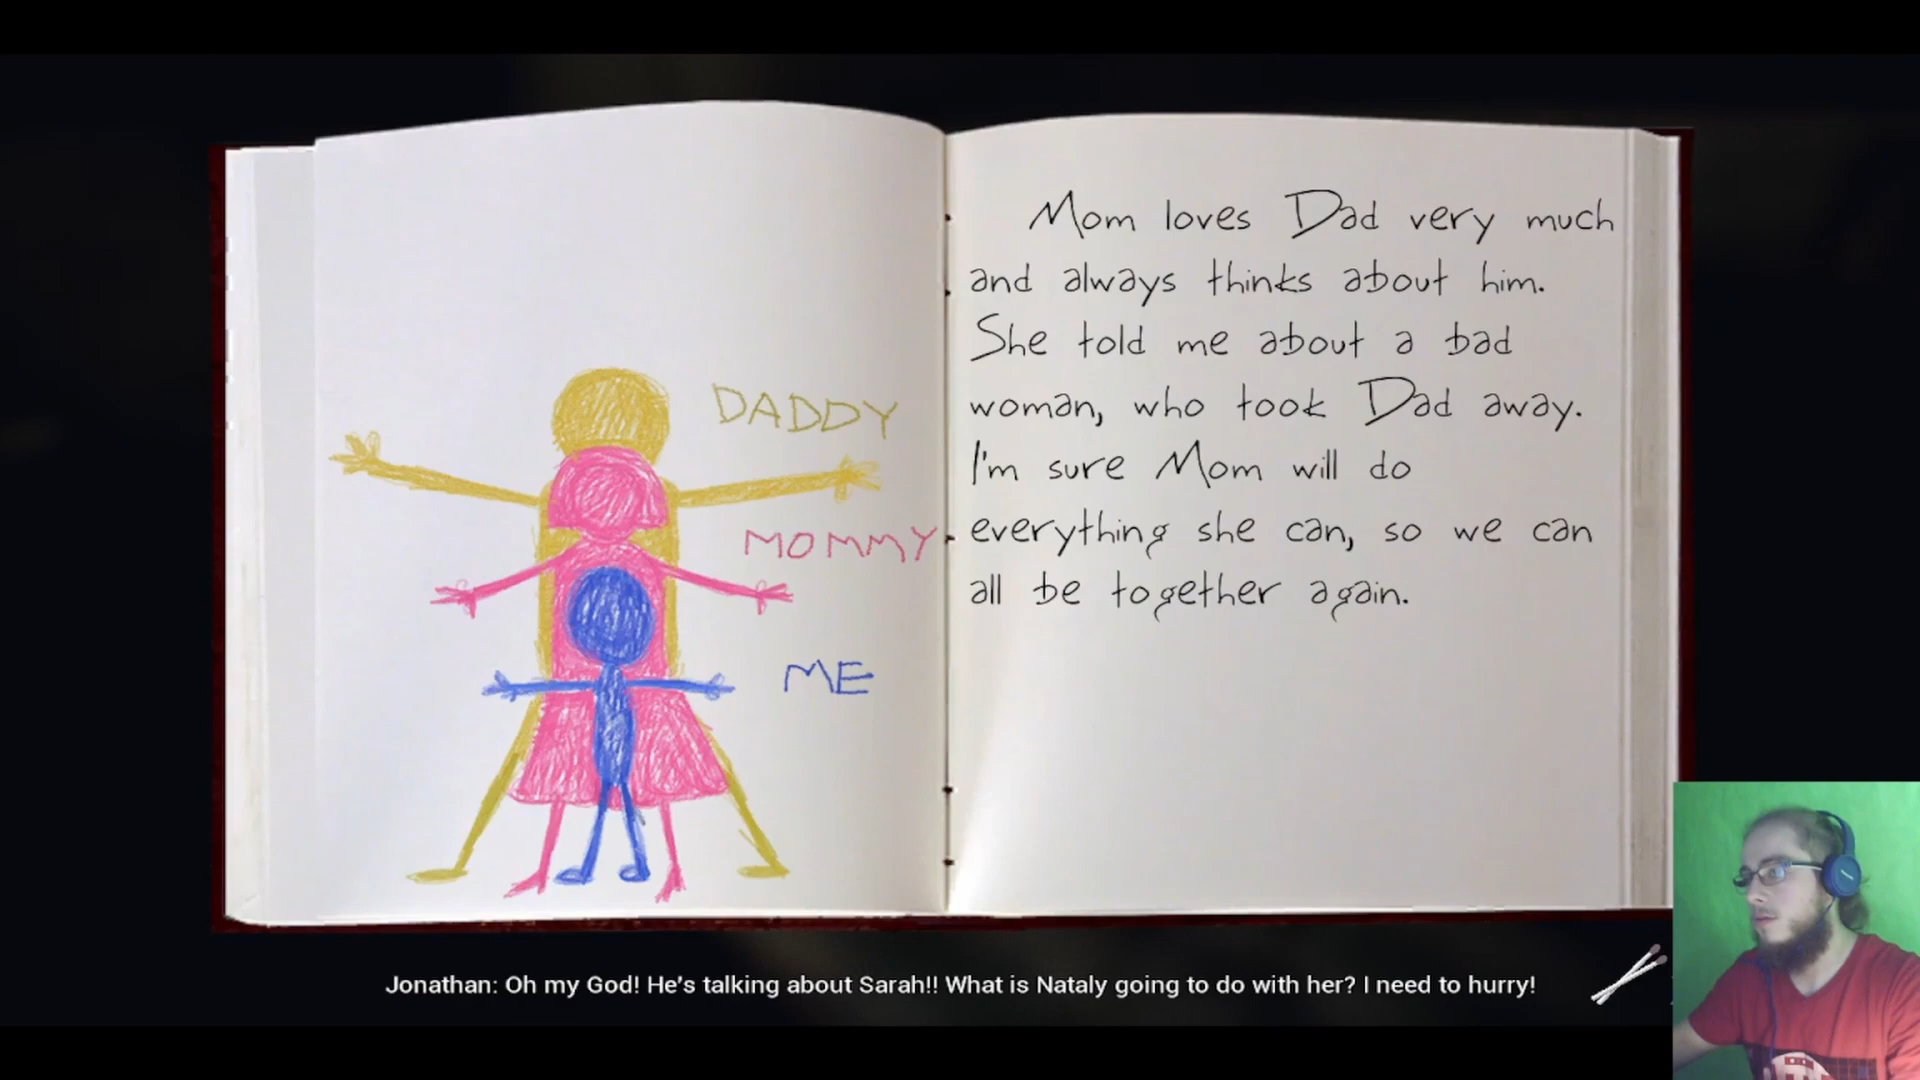 DADDY
MOMMY
ME
Mom loves Dad very much
and always thinks about him.
She told me about a bad
woman, who took Dad away.
I'm sure Mom will do
everything she can, so we can
all be together again.
Jonathan: Oh my God! He's talking about Sarah!! What is Nataly going to do with her? I need to hurry!